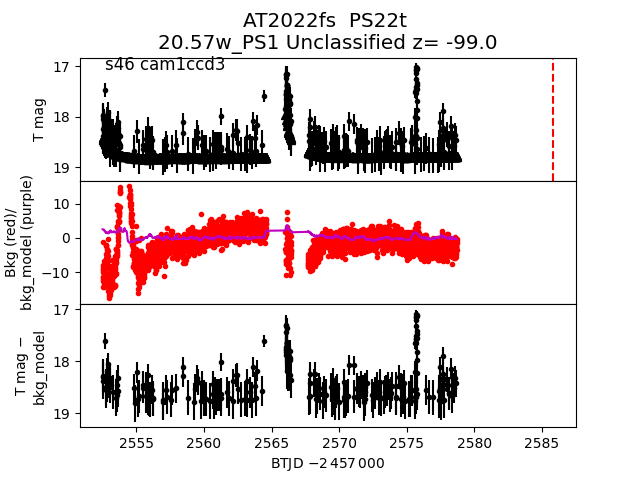 AT2022fs  PS22t
20.57w_PS1 Unclassified z= -99.0
s46 cam1ccd3
17
18
19
T mag
10
0
−10
Bkg (red)/
bkg_model (purple)
17
18
19
T mag −
bkg_model
2555
2560
2565
2570
2575
2580
2585
BTJD −2 457 000